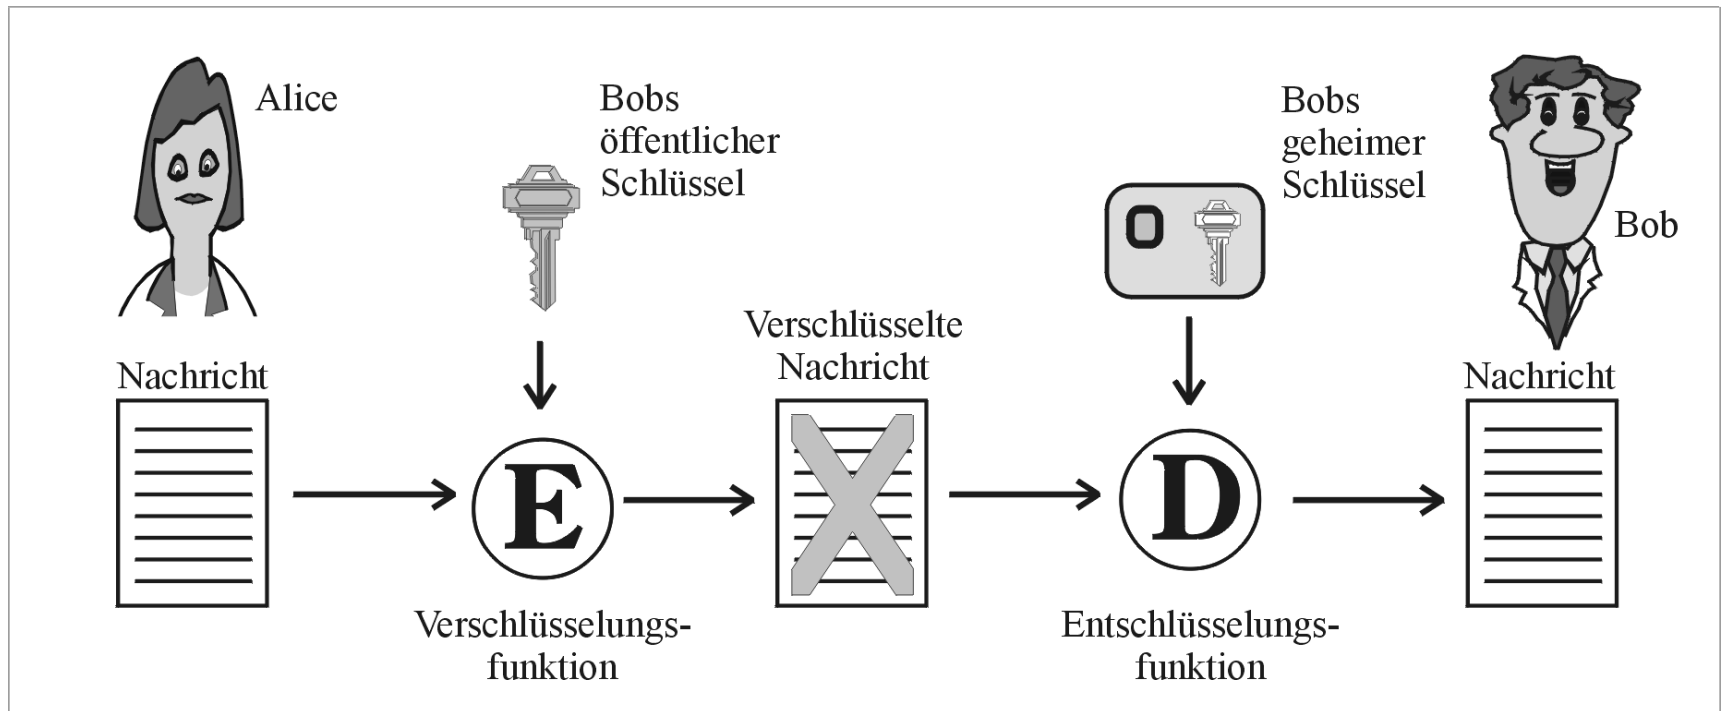 Alice
Bobs
öffentlicher
Schlüssel
Bobs
geheimer
Schlüssel
Bob
Nachricht
Verschlüsselte
Nachricht
Nachricht
E
D
Verschlüsselungs-
funktion
Entschlüsselungs-
funktion